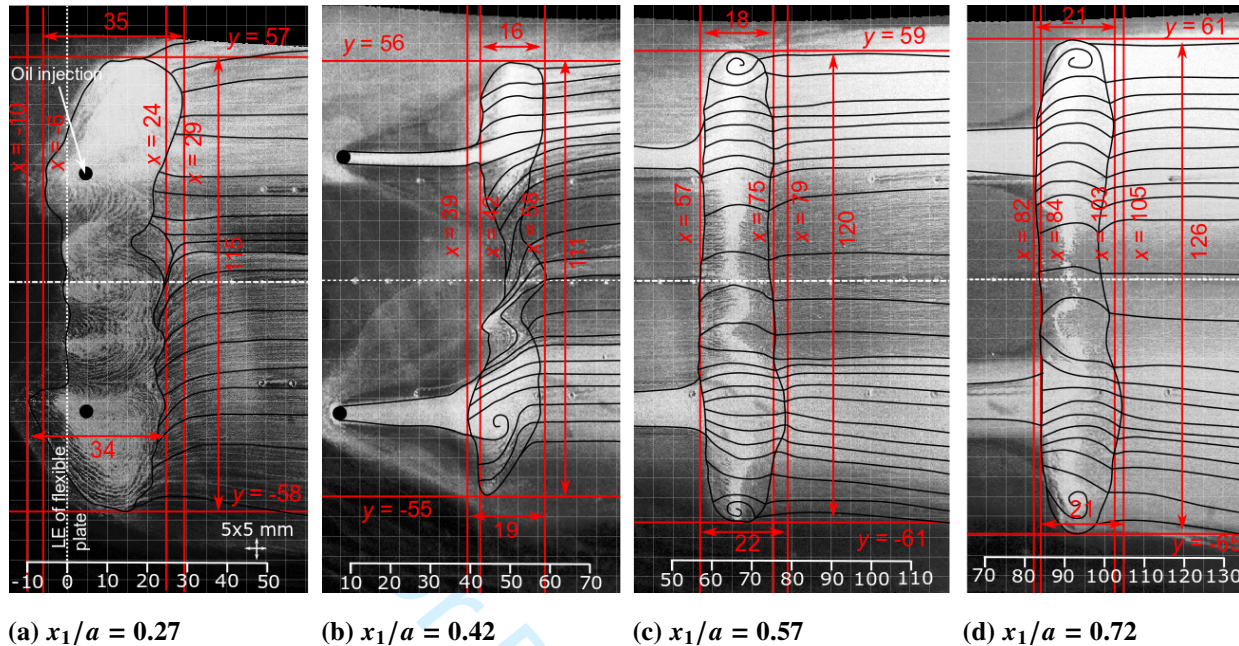 35
y = 57
Oil injection
x = -10
x = -6
x = 24
x = 29
115
34
y = -58
LE of flexible
plate
5x5 mm
-10 0 10 20 30 40 50
(a) x₁/a = 0.27
16
y = 56
x = 39
x = 42
x = 58
111
y = -55
19
10 20 30 40 50 60 70
(b) x₁/a = 0.42
18
y = 59
x = 57
x = 75
x = 79
120
22
y = -61
50 60 70 80 90 100 110
(c) x₁/a = 0.57
21
y = 61
x = 82
x = 84
x = 103
x = 105
126
21
y = -65
70 80 90 100 110 120 130
(d) x₁/a = 0.72